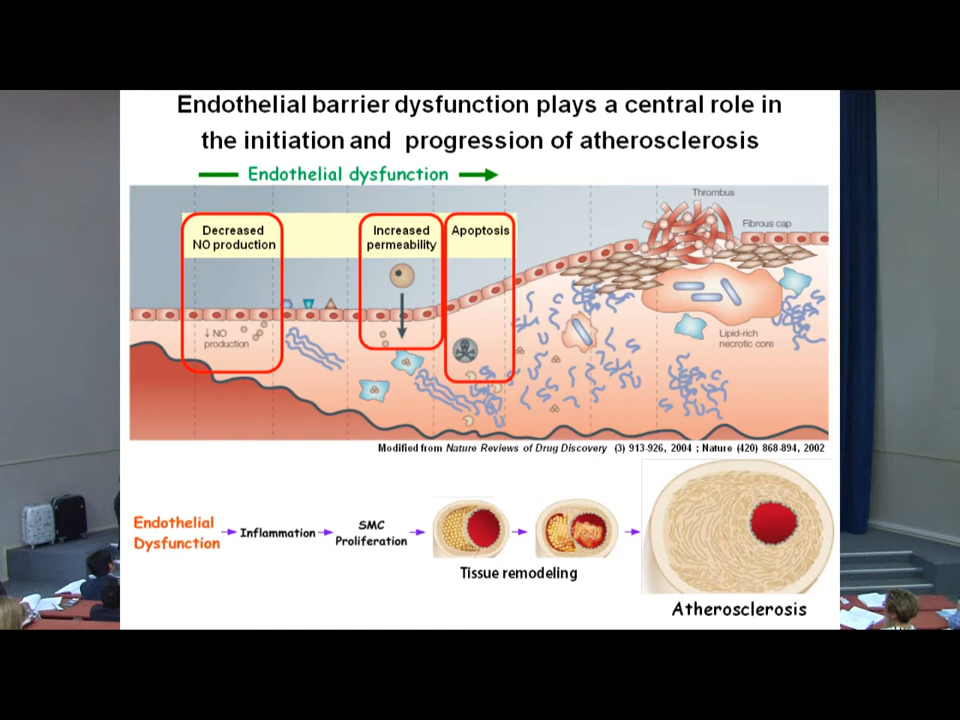 Endothelial barrier dysfunction plays a central role in
the initiation and progression of atherosclerosis
Endothelial dysfunction
Thrombus
Fibrous cap
Decreased
NO production
Increased
permeability
Apoptosis
↓ NO
production
Lipid-rich
necrotic core
Modified from Nature Reviews of Drug Discovery (3) 913-926, 2004 ; Nature (420) 868-894, 2002
Endothelial
Dysfunction
Inflammation
SMC
Proliferation
Tissue remodeling
Atherosclerosis